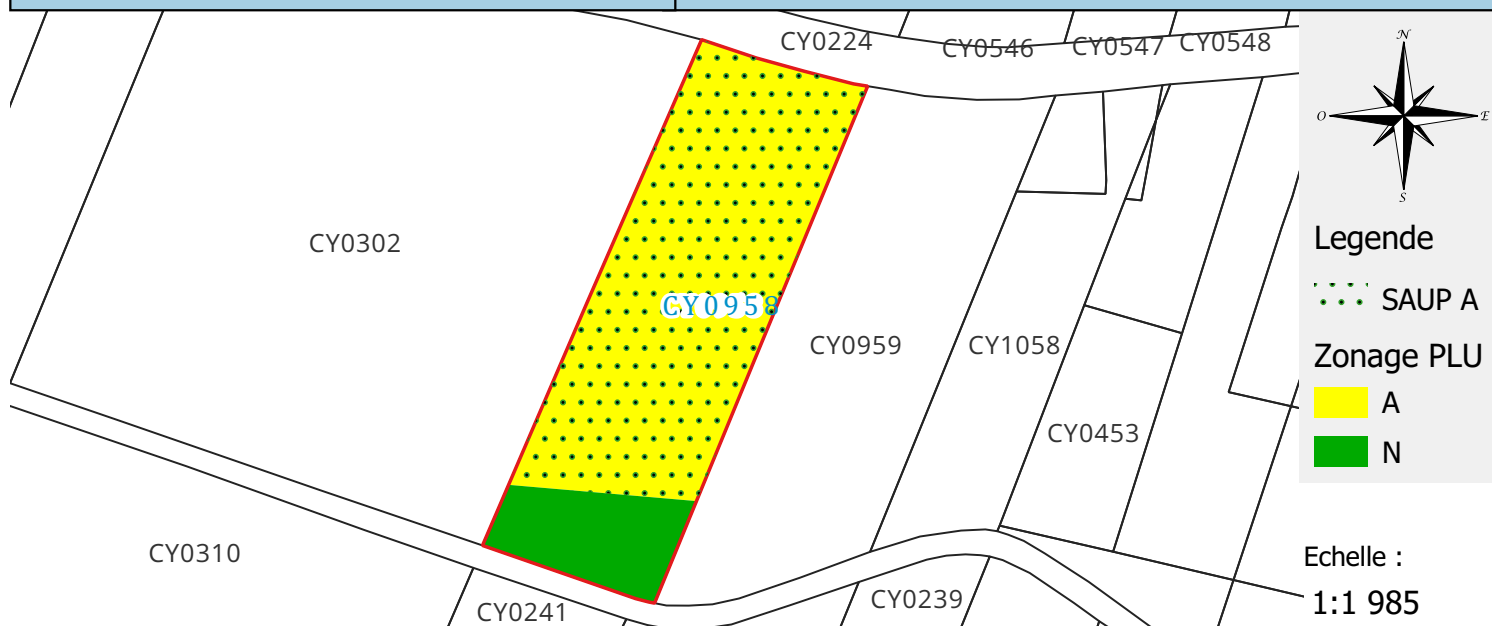 CY0224
CY0546
CY0547
CY0548
N
O
E
S
CY0302
Legende
SAUP A
CY0958
CY0959
CY1058
Zonage PLU
A
N
CY0453
CY0310
CY0241
CY0239
Echelle :
1:1 985